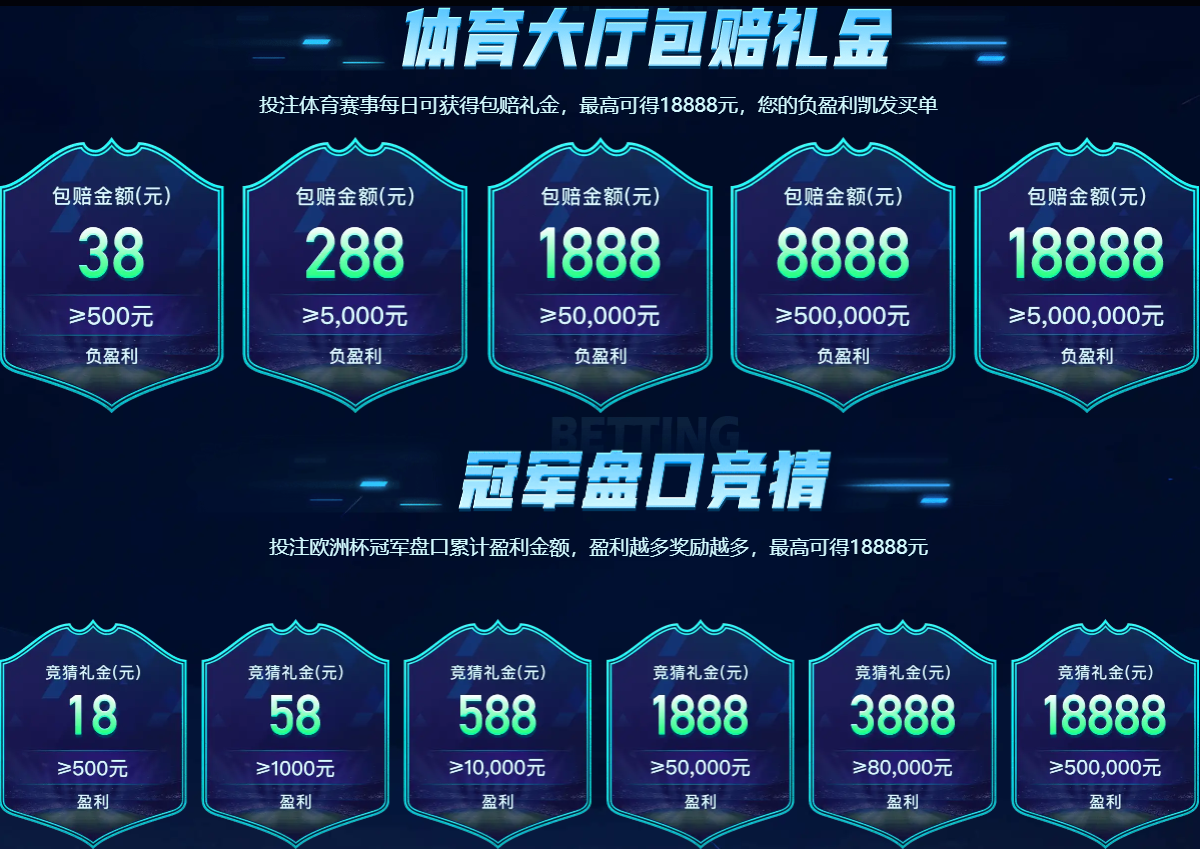 体育大厅包赔礼金
投注体育赛事每日可获得包赔礼金，最高可得18888元，您的负盈利凯发买单
包赔金额(元)
38
≥500元
负盈利
包赔金额(元)
288
≥5,000元
负盈利
包赔金额(元)
1888
≥50,000元
负盈利
包赔金额(元)
8888
≥500,000元
负盈利
包赔金额(元)
18888
≥5,000,000元
负盈利
BETTING
冠军盘口竞猜
投注欧洲杯冠军盘口累计盈利金额，盈利越多奖励越多，最高可得18888元
竞猜礼金(元)
18
≥500元
盈利
竞猜礼金(元)
58
≥1000元
盈利
竞猜礼金(元)
588
≥10,000元
盈利
竞猜礼金(元)
1888
≥50,000元
盈利
竞猜礼金(元)
3888
≥80,000元
盈利
竞猜礼金(元)
18888
≥500,000元
盈利